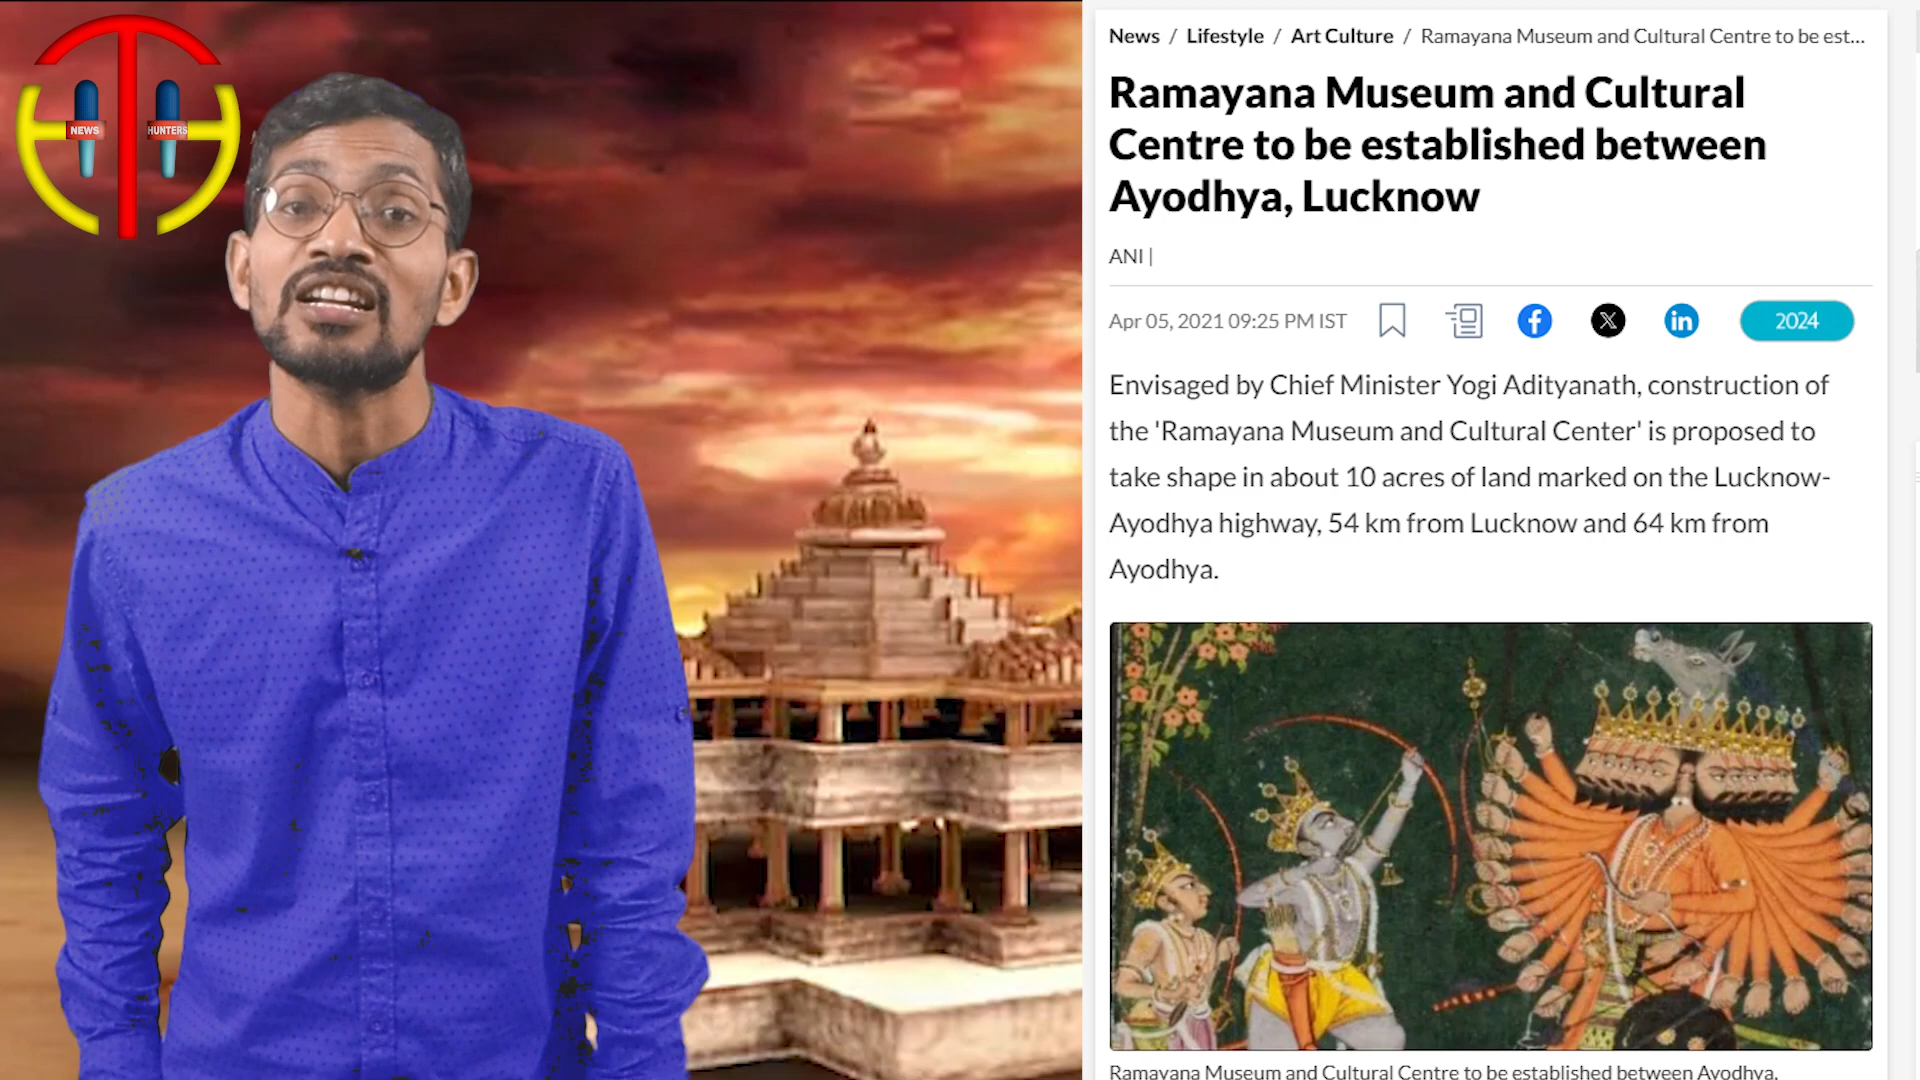 NEWS
HUNTERS
News / Lifestyle / Art Culture / Ramayana Museum and Cultural Centre to be est...
Ramayana Museum and Cultural
Centre to be established between
Ayodhya, Lucknow
ANI |
Apr 05, 2021 09:25 PM IST
2024
Envisaged by Chief Minister Yogi Adityanath, construction of
the 'Ramayana Museum and Cultural Center' is proposed to
take shape in about 10 acres of land marked on the Lucknow-
Ayodhya highway, 54 km from Lucknow and 64 km from
Ayodhya.
Ramayana Museum and Cultural Centre to be established between Ayodhya,